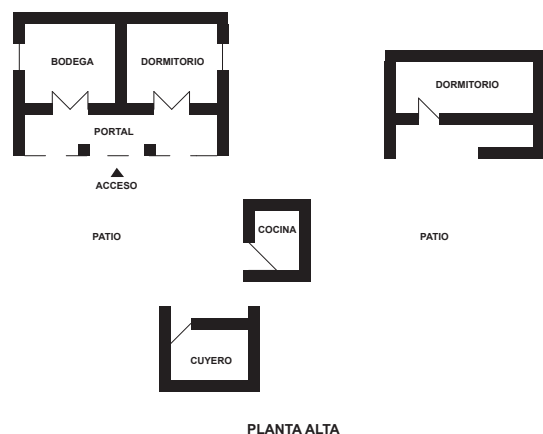 BODEGA
DORMITORIO
DORMITORIO
PORTAL
ACCESO
PATIO
COCINA
PATIO
CUYERO
PLANTA ALTA